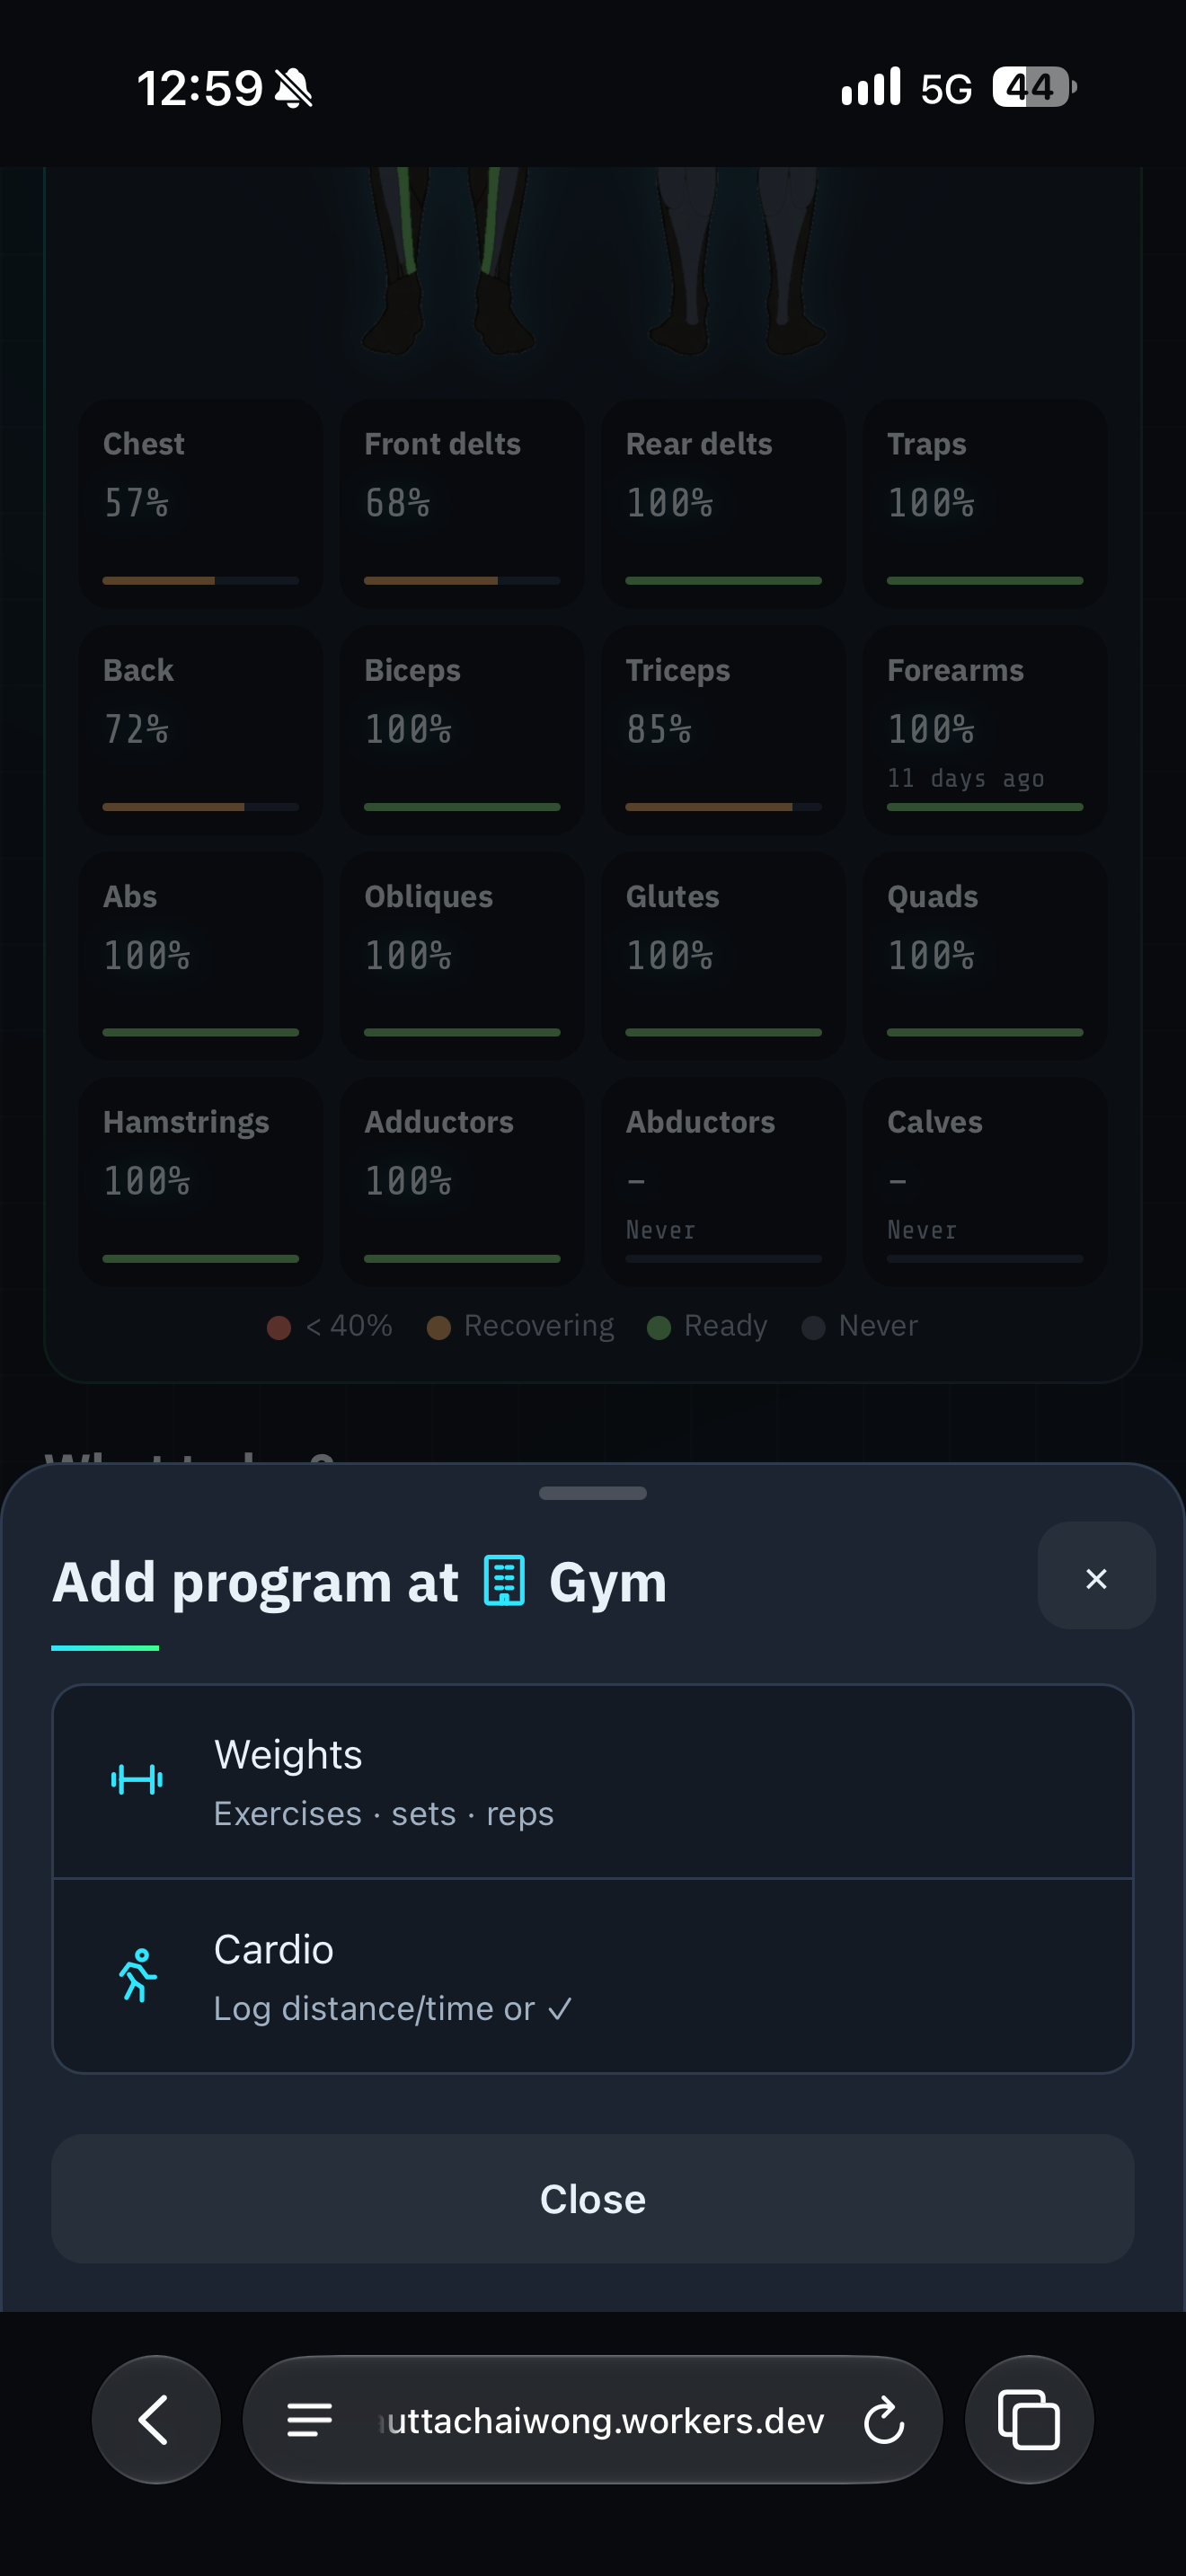 12:59 5G 44
Chest Front delts Rear delts Traps
57% 68% 100% 100%
Back Biceps Triceps Forearms
72% 100% 85% 100%
11 days ago
Abs Obliques Glutes Quads
100% 100% 100% 100%
Hamstrings Adductors Abductors Calves
100% 100% – –
Never Never
< 40% Recovering Ready Never
Add program at Gym
×
Weights
Exercises · sets · reps
Cardio
Log distance/time or ✓
Close
uttachaiwong.workers.dev